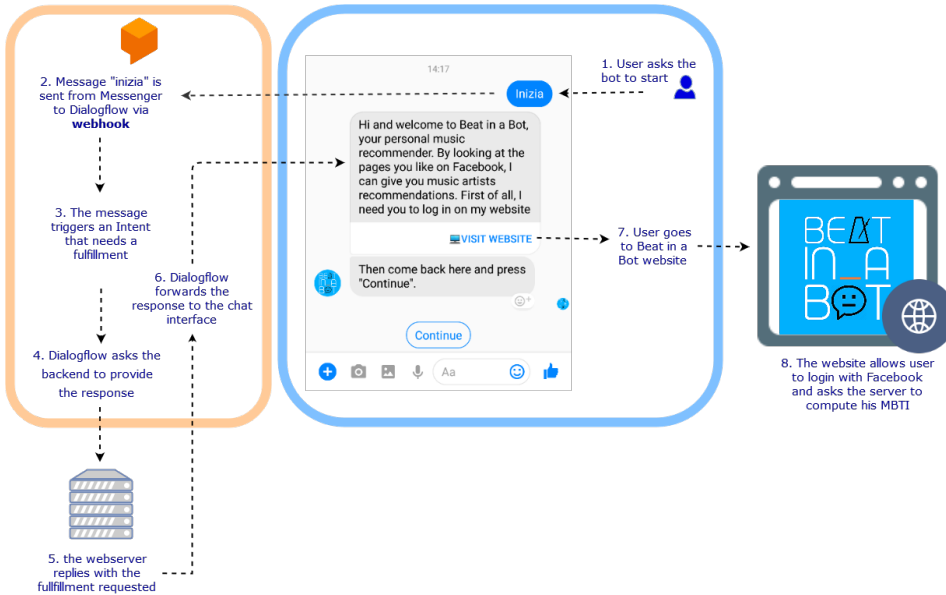 1. User asks the
bot to start
2. Message "inizia" is
sent from Messenger
to Dialogflow via
webhook
3. The message
triggers an Intent
that needs a
fulfillment
4. Dialogflow asks the
backend to provide
the response
5. the webserver
replies with the
fullfillment requested
6. Dialogflow
forwards the
response to the chat
interface
14:17
Inizia
Hi and welcome to Beat in a Bot,
your personal music
recommender. By looking at the
pages you like on Facebook, I
can give you music artists
recommendations. First of all, I
need you to log in on my website
VISIT WEBSITE
Then come back here and press
"Continue".
Continue
Aa
7. User goes
to Beat in a
Bot website
BEAT
IN_A
BOT
8. The website allows user
to login with Facebook
and asks the server to
compute his MBTI